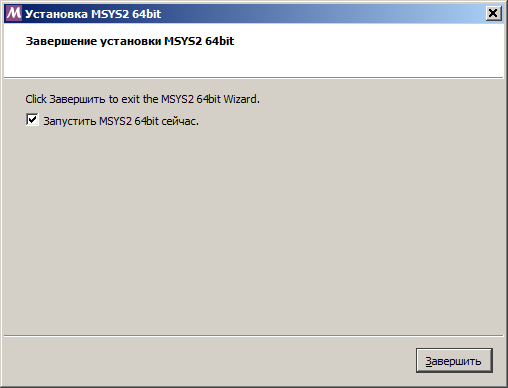 Установка MSYS2 64bit
Завершение установки MSYS2 64bit
Click Завершить to exit the MSYS2 64bit Wizard.
Запустить MSYS2 64bit сейчас.
Завершить